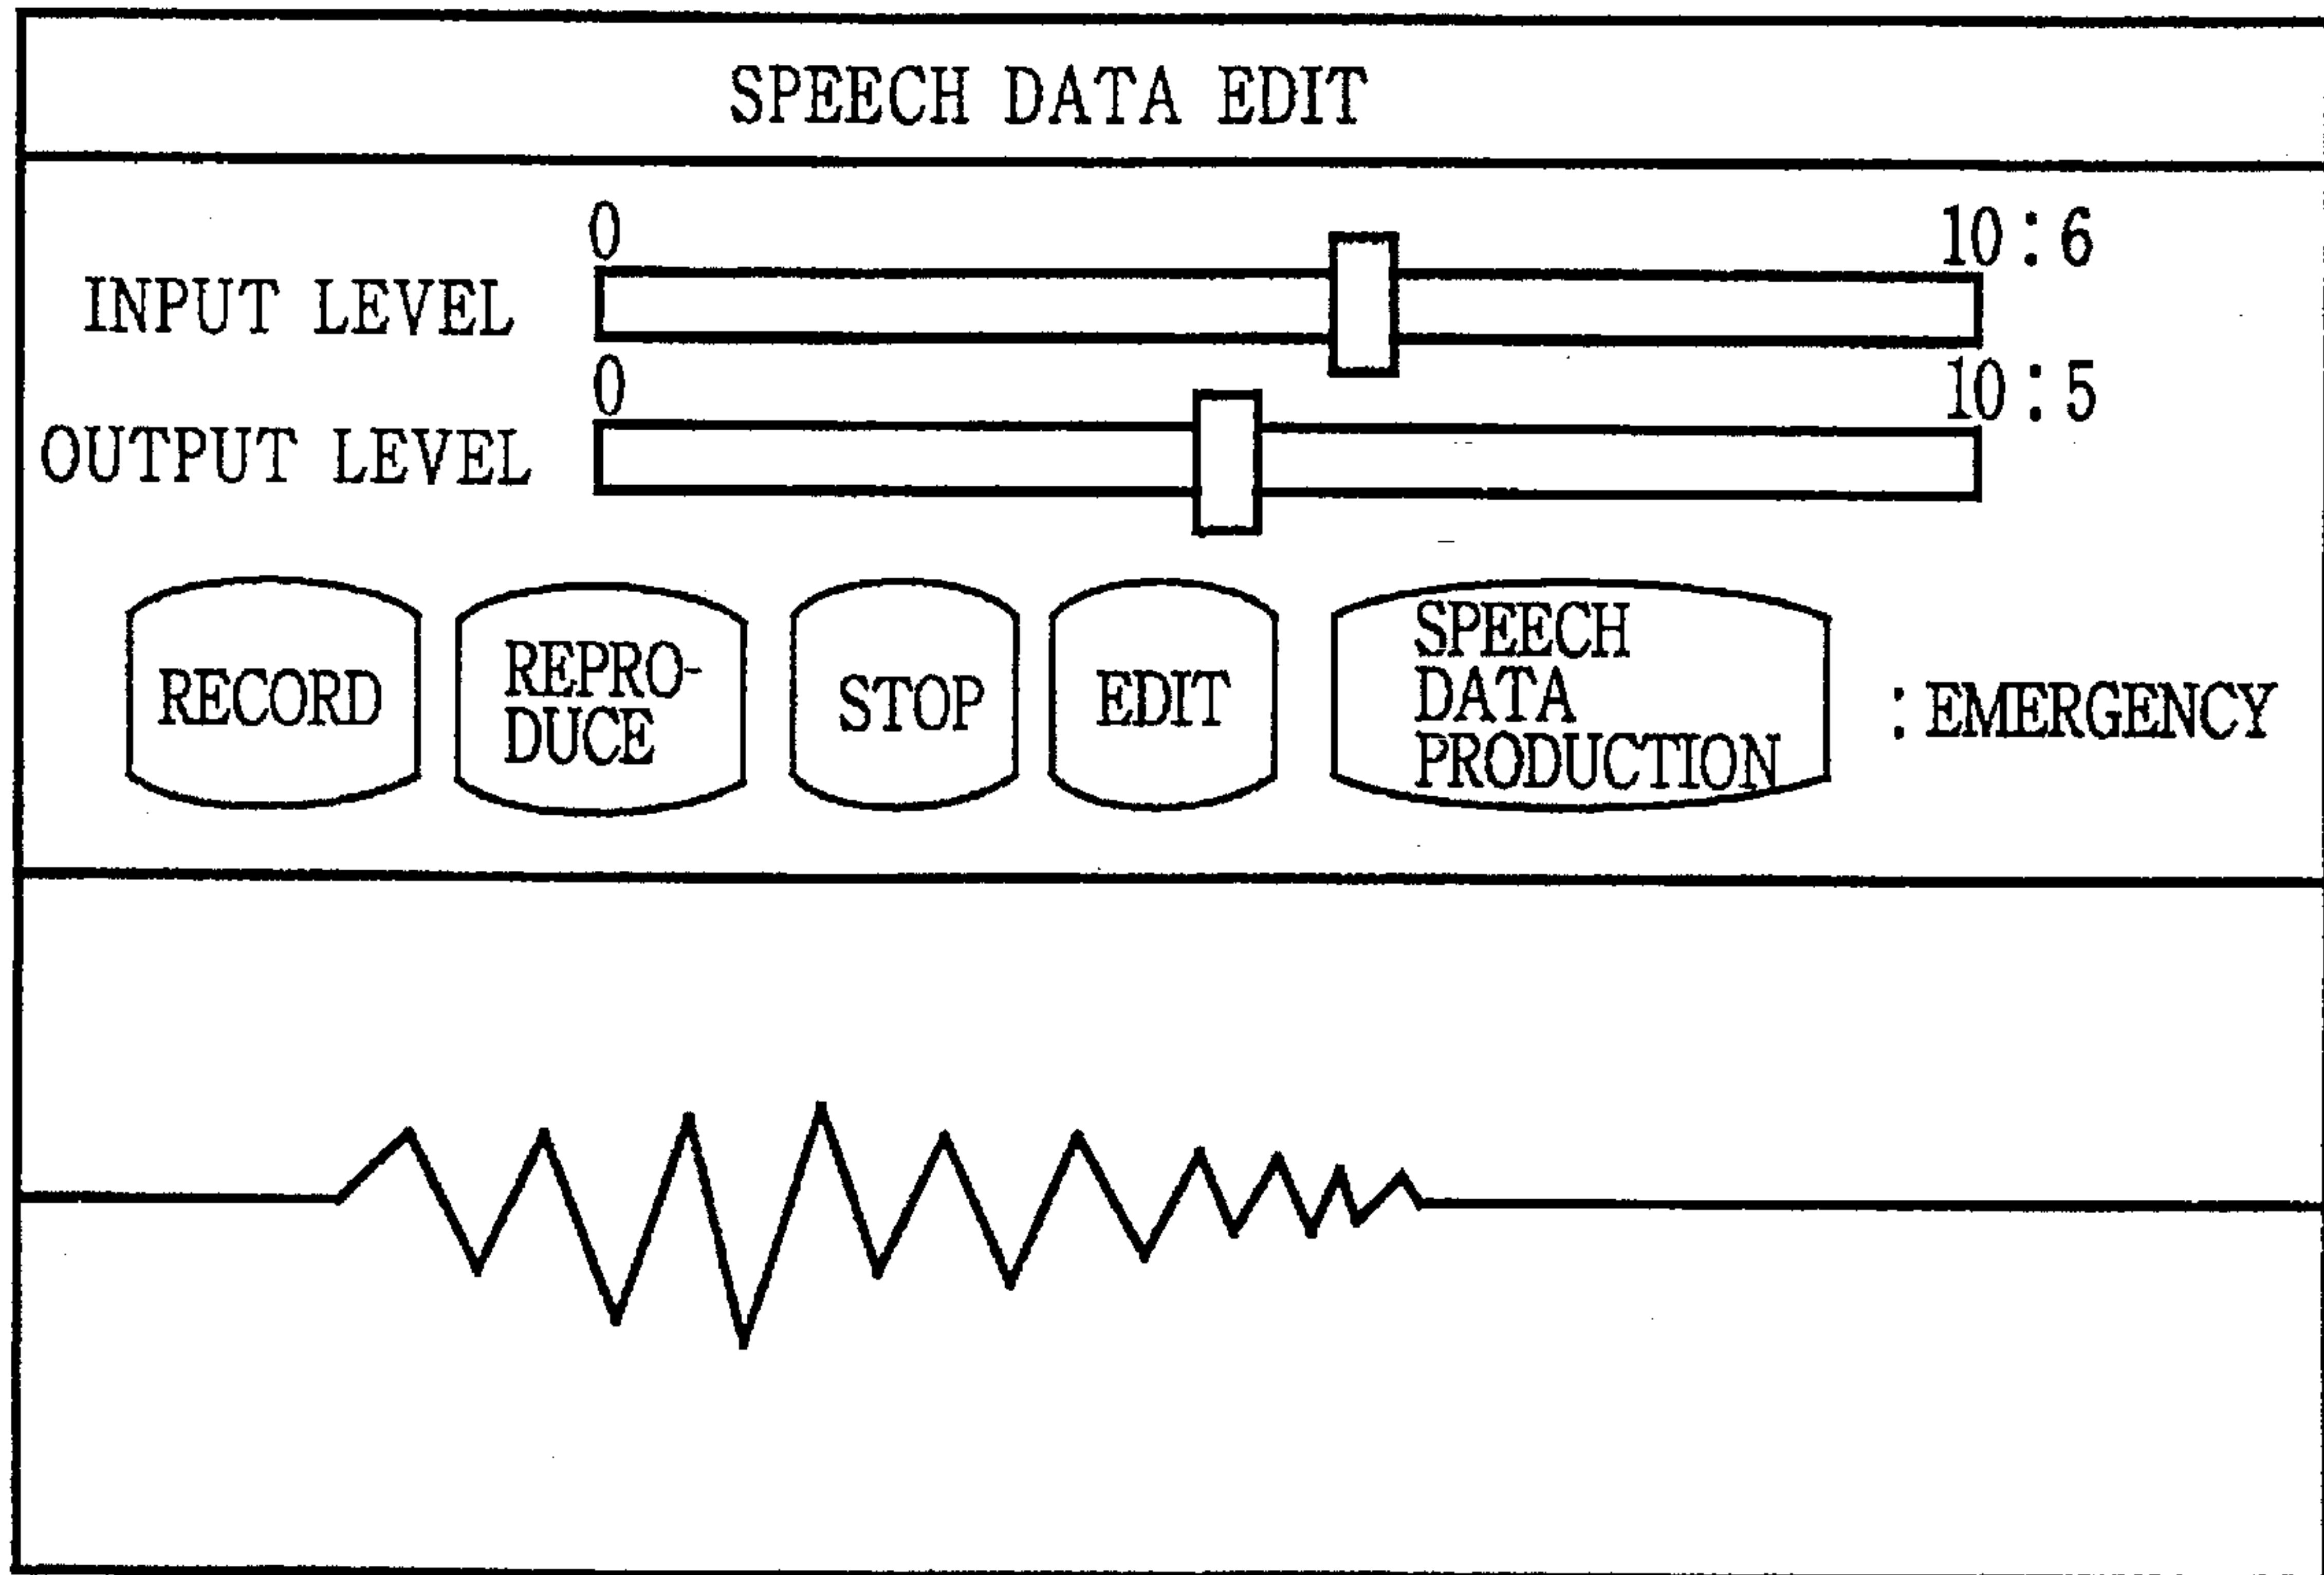 SPEECH DATA EDIT
0 10:6
INPUT LEVEL
0 10:5
OUTPUT LEVEL
RECORD
REPRO-
DUCE
STOP
EDIT
SPEECH
DATA
PRODUCTION
:EMERGENCY